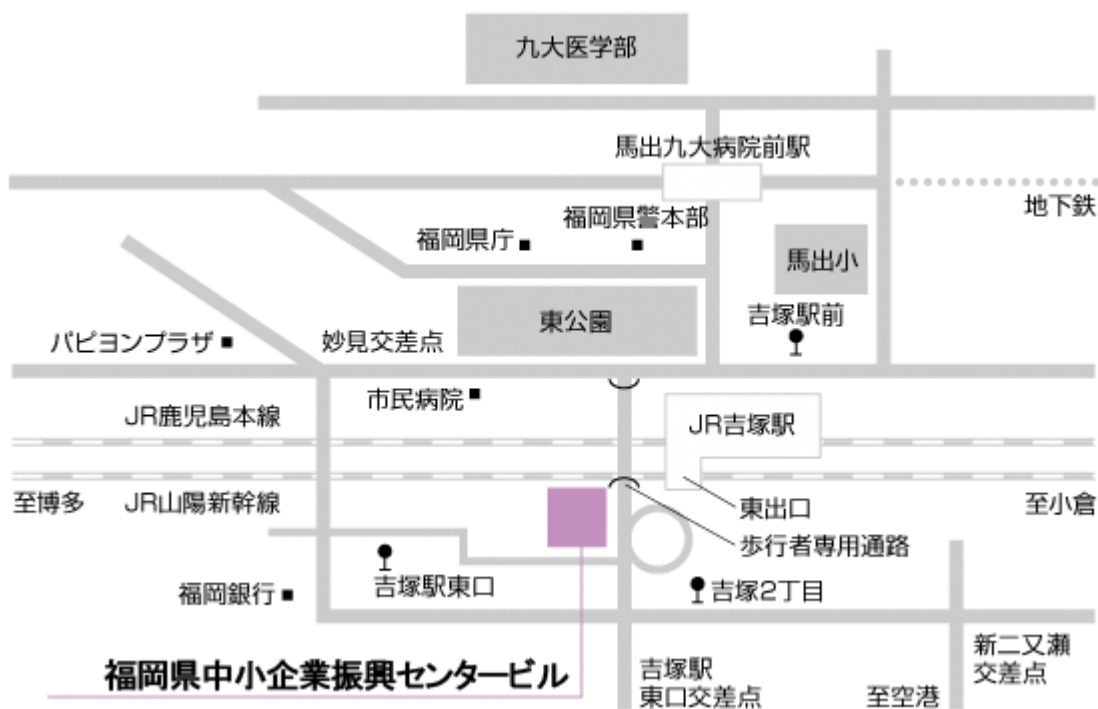 九大医学部
馬出九大病院前駅
地下鉄
福岡県警本部
福岡県庁
馬出小
東公園
吉塚駅前
パピヨンプラザ
妙見交差点
市民病院
JR鹿児島本線
JR吉塚駅
至博多
JR山陽新幹線
東出口
至小倉
歩行者専用通路
吉塚駅東口
福岡銀行
吉塚2丁目
福岡県中小企業振興センタービル
吉塚駅
東口交差点
新二又瀬
交差点
至空港